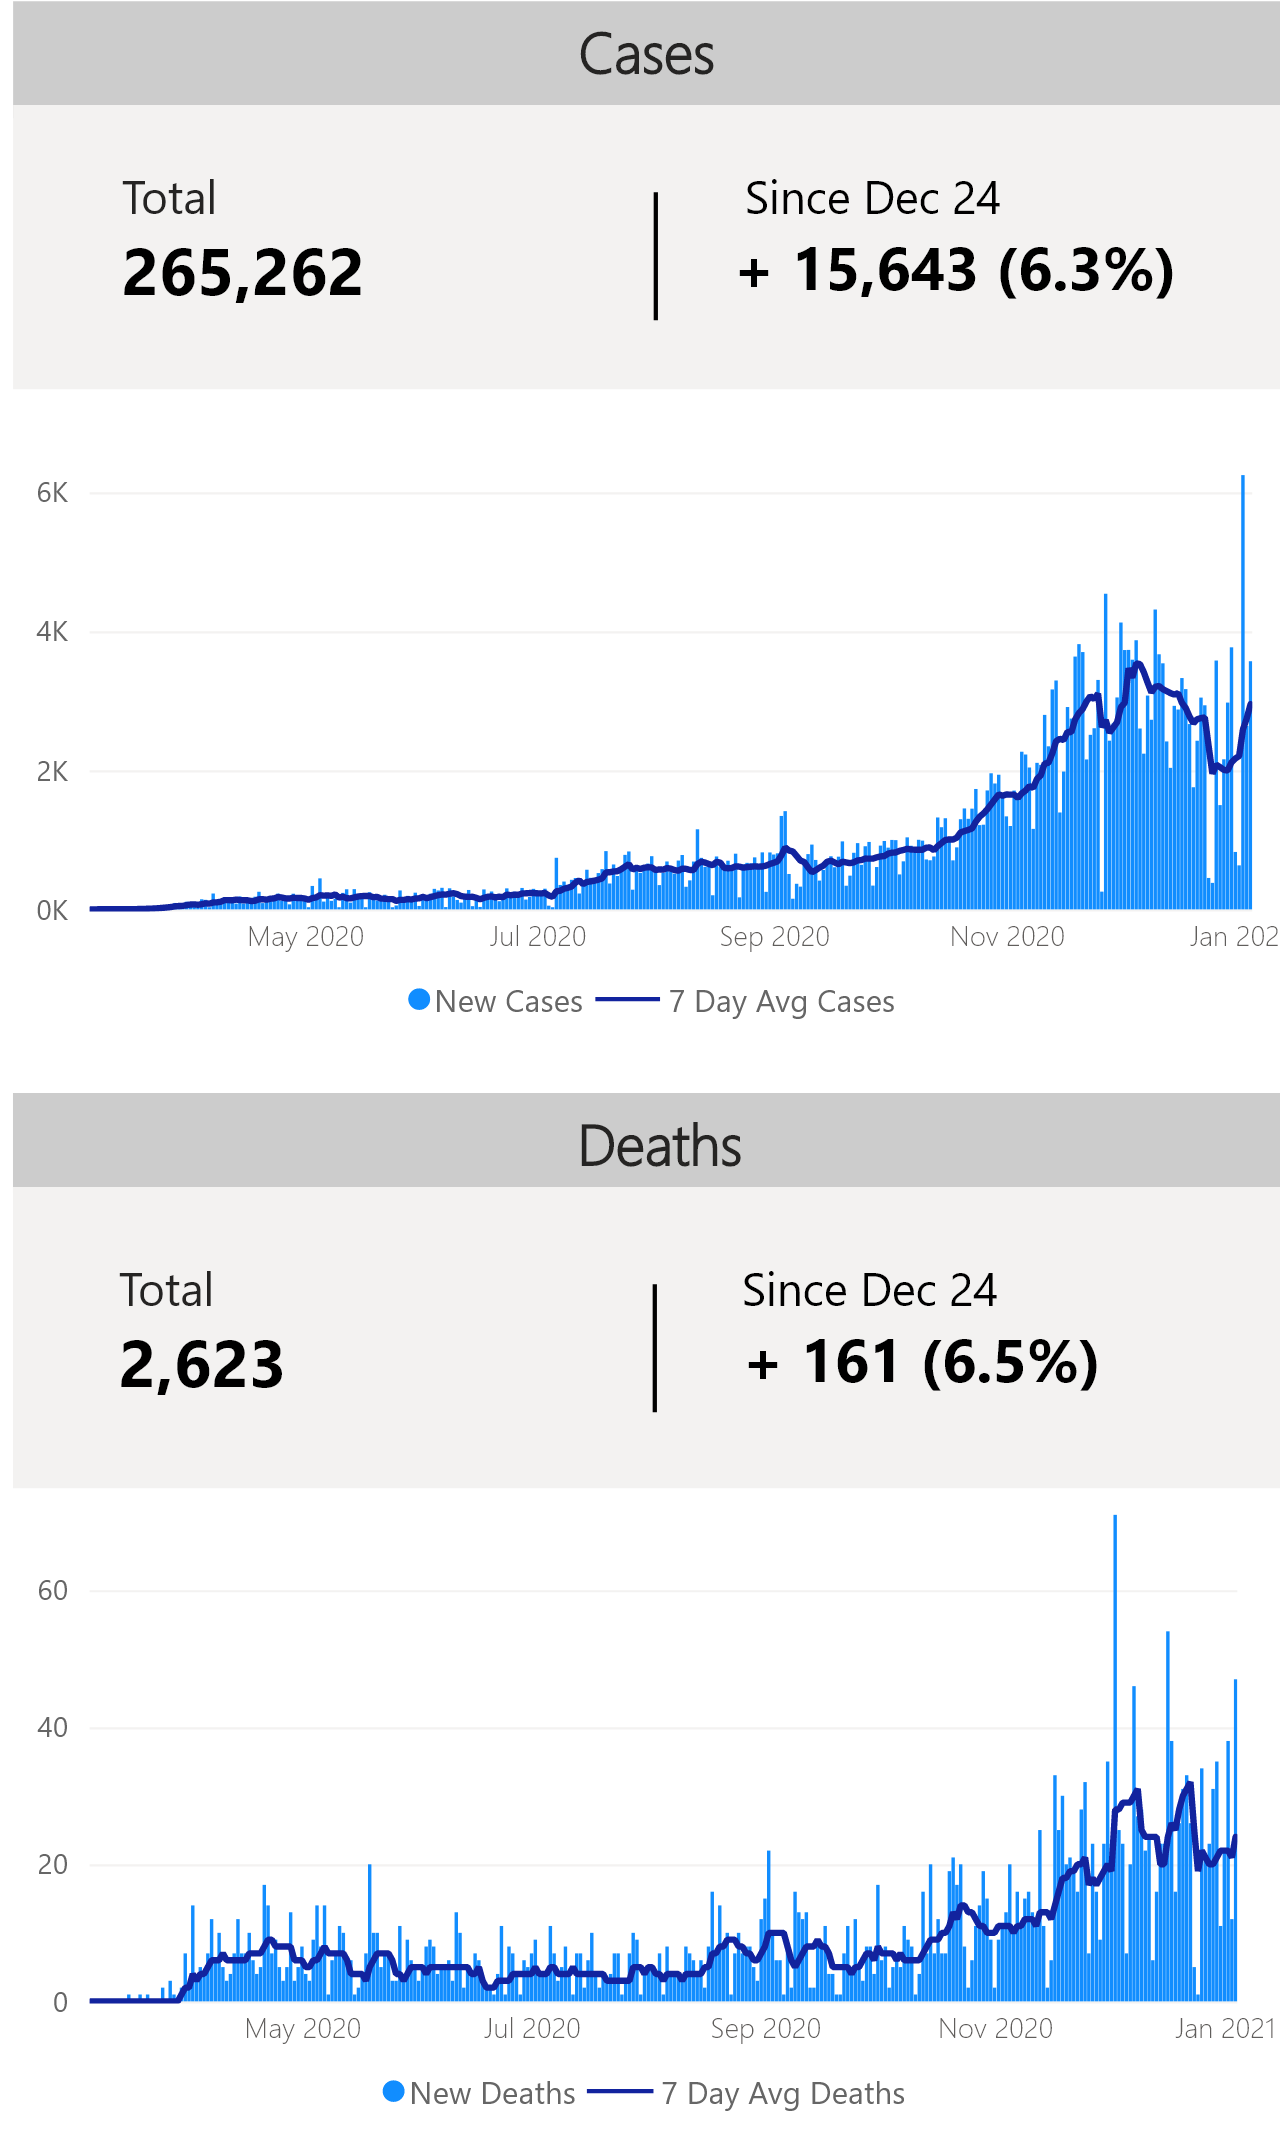 Cases
Total
Since Dec 24
265,262
+ 15,643 (6.3%)
6K
4K
2K
0K
May 2020
Jul 2020
Sep 2020
Nov 2020
Jan 202
New Cases
7 Day Avg Cases
Deaths
Total
Since Dec 24
2,623
+ 161 (6.5%)
60
40
20
0
May 2020
Jul 2020
Sep 2020
Nov 2020
Jan 2021
New Deaths
7 Day Avg Deaths